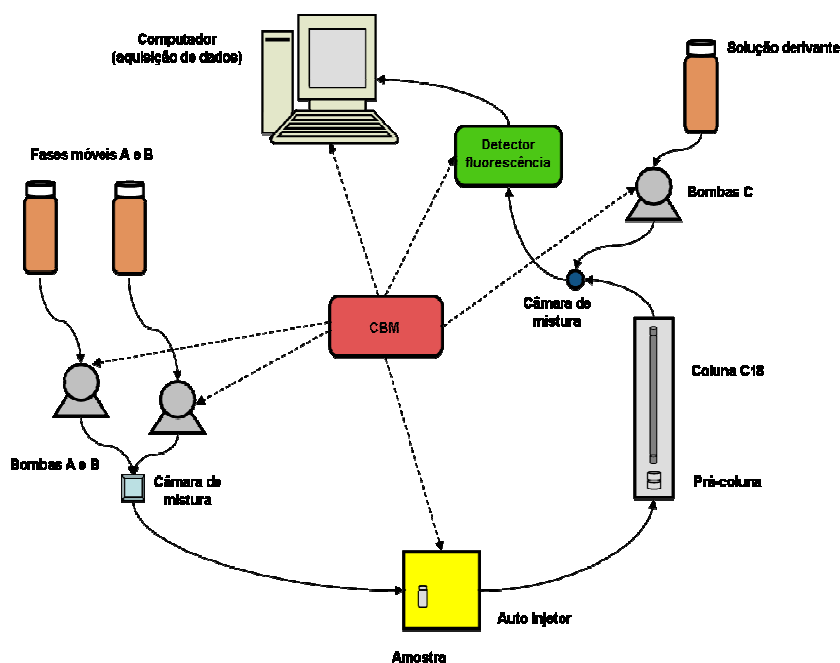 Computador
(aquisição de dados)
Solução derivante
Detector
fluorescência
Fases móveis A e B
Bombas C
Câmara de
mistura
CBM
Coluna C18
Bombas A e B
Câmara de
mistura
Pré-coluna
Auto Injetor
Amostra